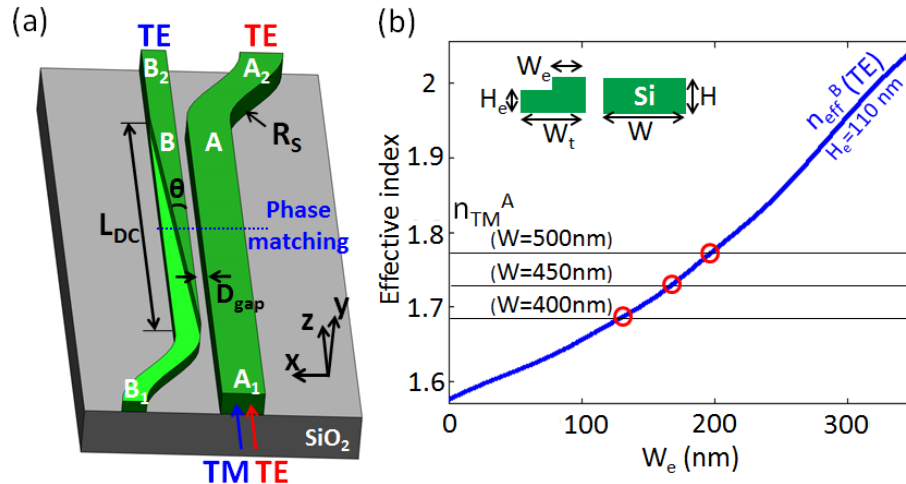 (a)
TE
TE
B2
A2
B
A
RS
θ
LDC
Phase
matching
Dgap
z
y
x
B1
A1
SiO2
TM
TE
(b)
Effective index
2
1.9
1.8
1.7
1.6
We
He
Wt
Si
H
W
neffB(TE)
He=110 nm
nTMA
(W=500nm)
(W=450nm)
(W=400nm)
0
100
200
300
We (nm)